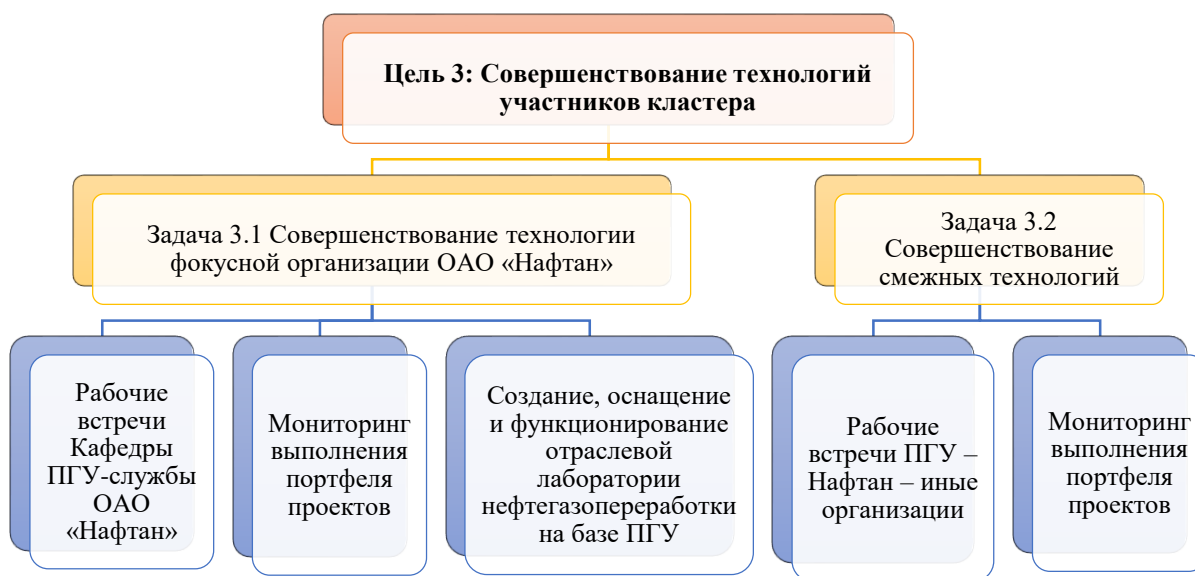 Цель 3: Совершенствование технологий
участников кластера
Задача 3.1 Совершенствование технологии
фокусной организации ОАО «Нафтан»
Задача 3.2
Совершенствование
смежных технологий
Рабочие
встречи
Кафедры
ПГУ-службы
ОАО
«Нафтан»
Мониторинг
выполнения
портфеля
проектов
Создание, оснащение
и функционирование
отраслевой
лаборатории
нефтегазопереработки
на базе ПГУ
Рабочие
встречи ПГУ –
Нафтан – иные
организации
Мониторинг
выполнения
портфеля
проектов